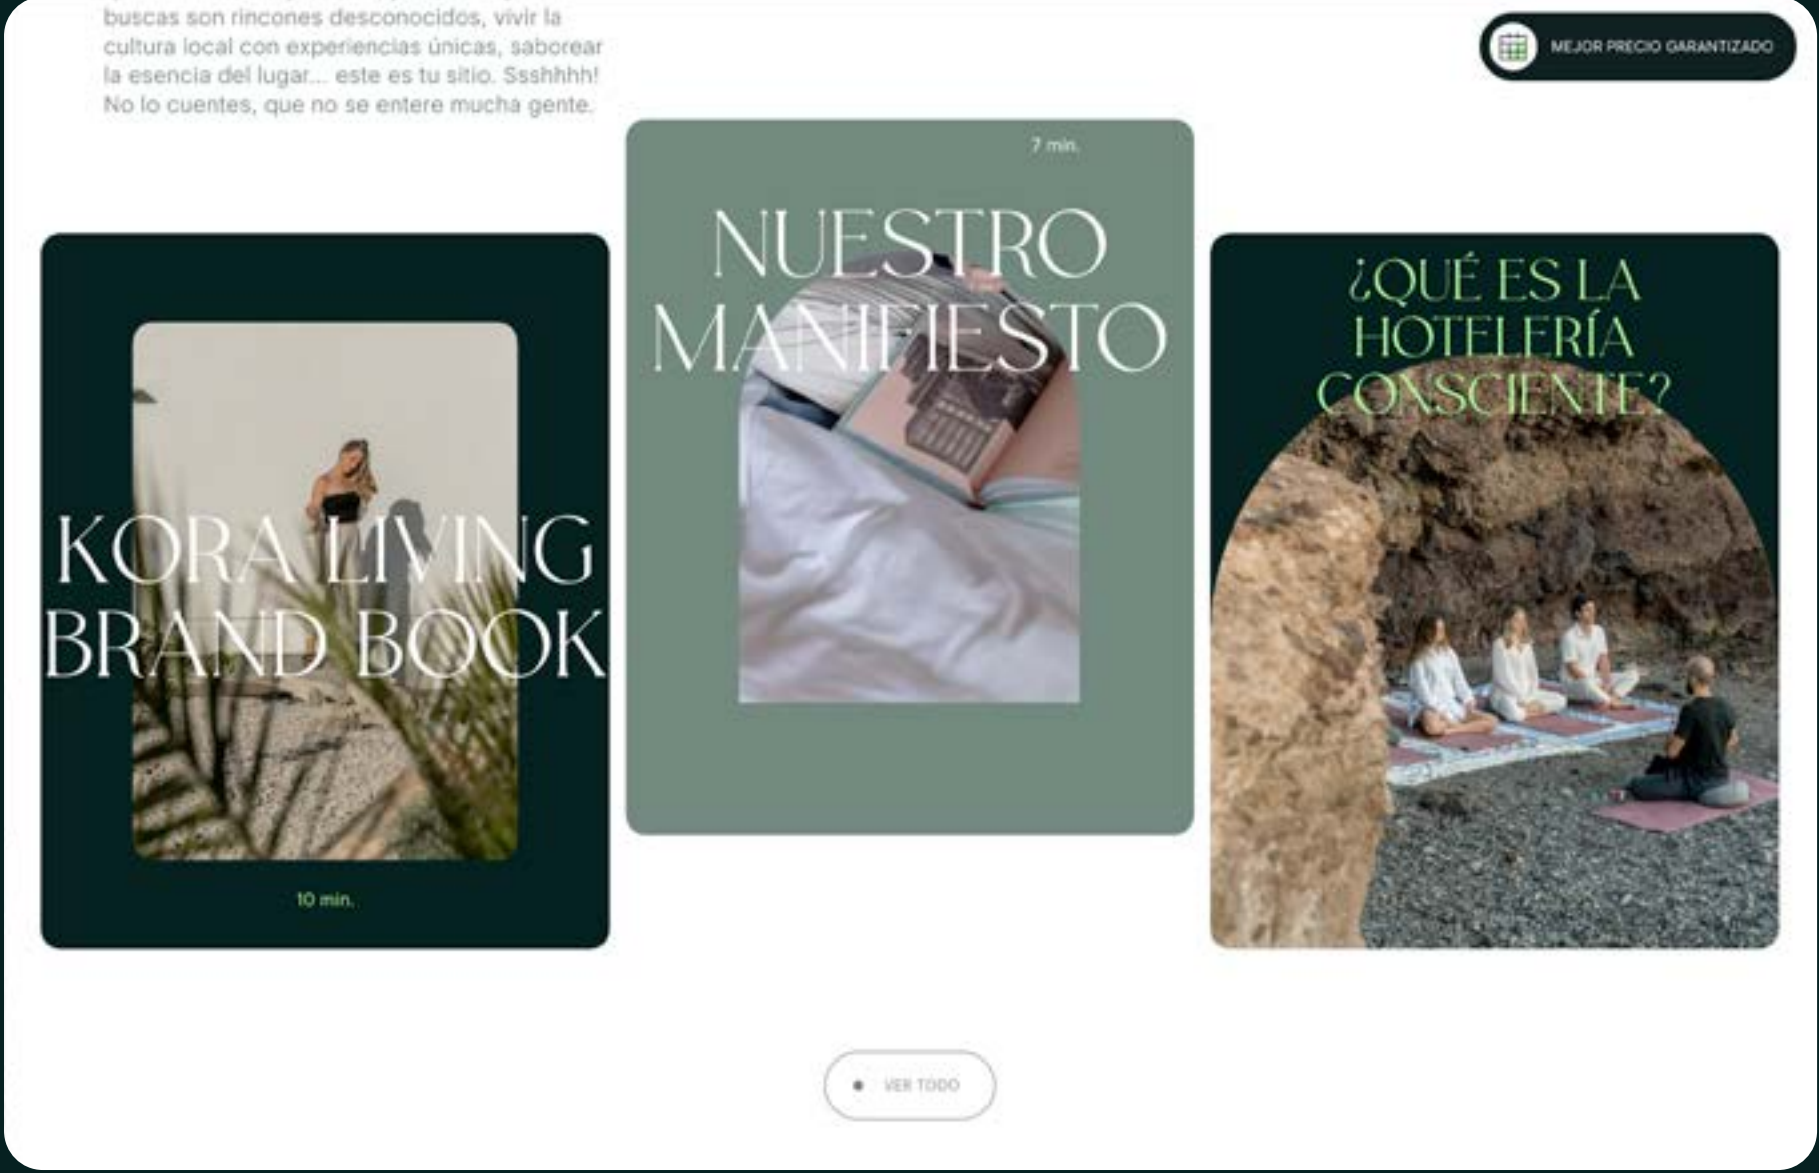 buscas son rincones desconocidos, vivir la
cultura local con experiencias únicas, saborear
la esencia del lugar... este es tu sitio. Sssshhhh!
No lo cuentes, que no se entere mucha gente.
MEJOR PRECIO GARANTIZADO
KORA LIVING
BRAND BOOK
10 min.
7 min.
NUESTRO
MANIFIESTO
¿QUÉ ES LA
HOTELERÍA
CONSCIENTE?
VER TODO